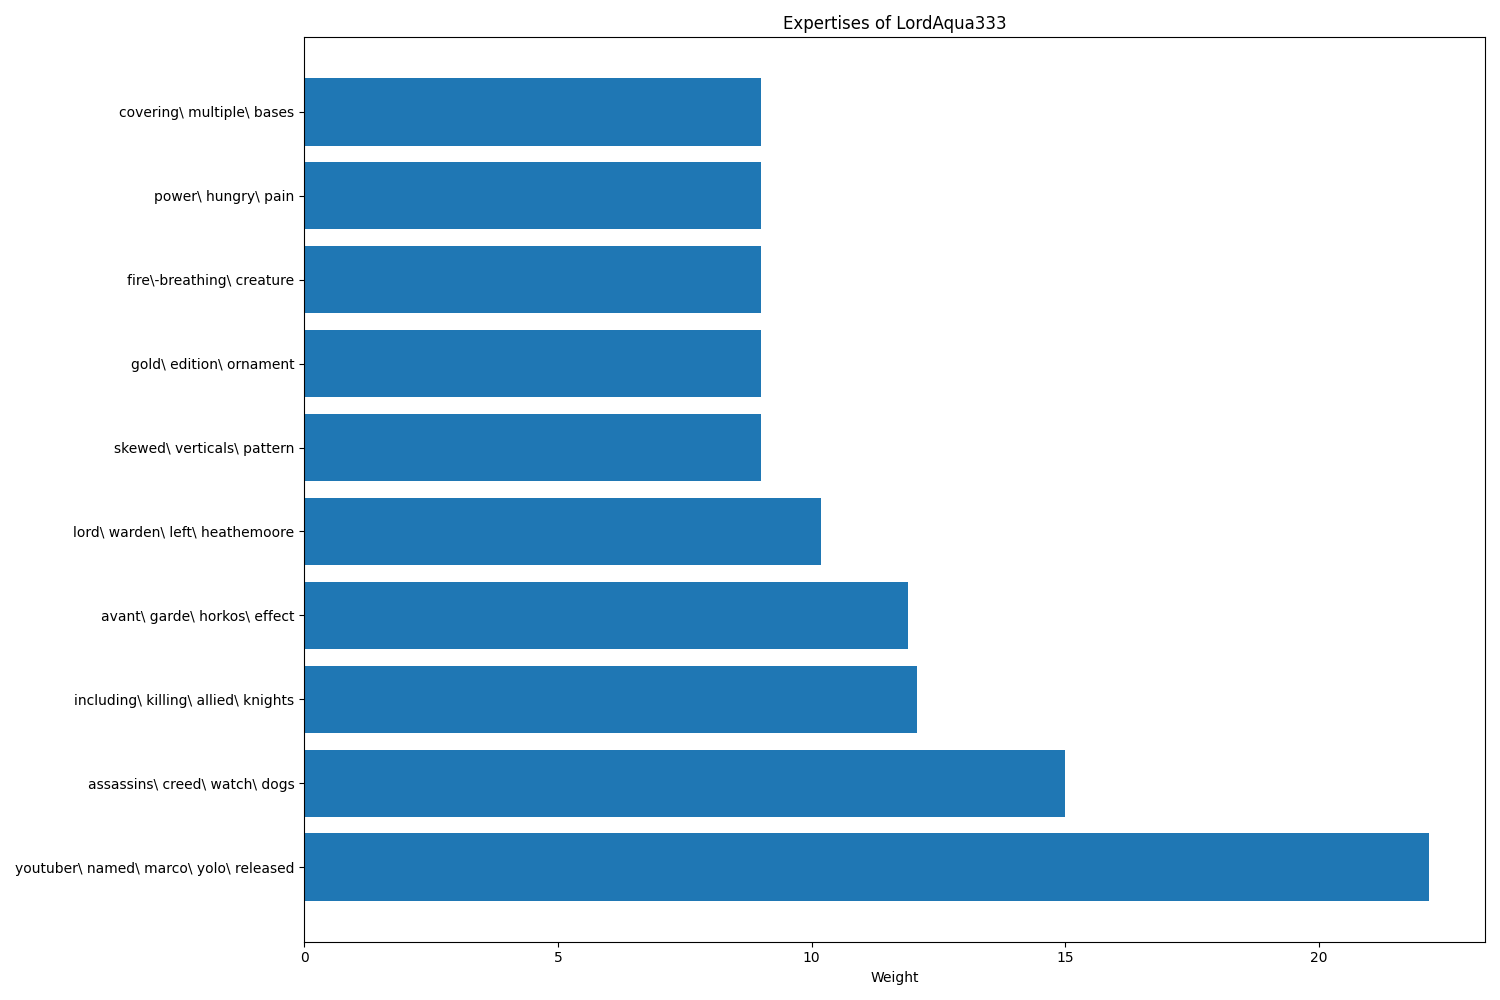 Expertises of LordAqua333
covering\ multiple\ bases
power\ hungry\ pain
fire\-breathing\ creature
gold\ edition\ ornament
skewed\ verticals\ pattern
lord\ warden\ left\ heathemoore
avant\ garde\ horkos\ effect
including\ killing\ allied\ knights
assassins\ creed\ watch\ dogs
youtuber\ named\ marco\ yolo\ released
0 5 10 15 20
Weight